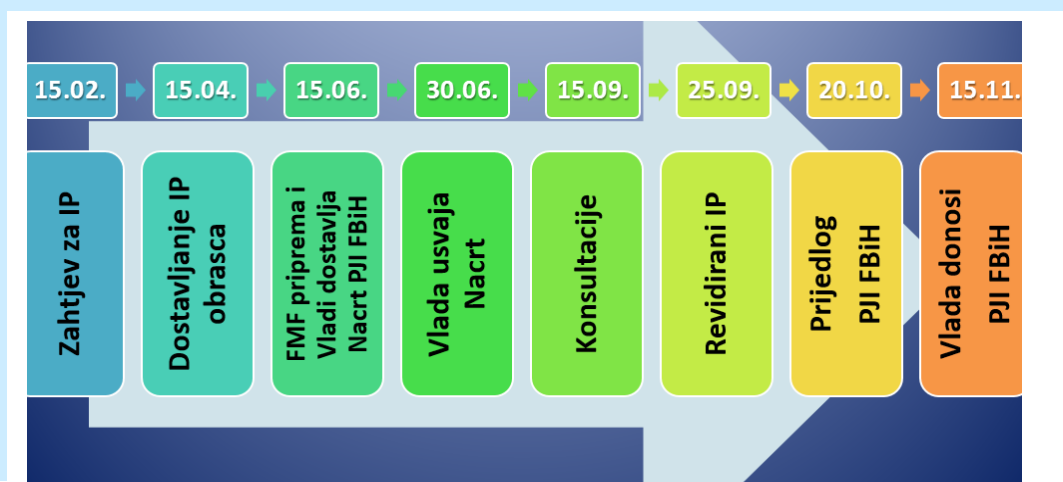 15.02.
15.04.
15.06.
30.06.
15.09.
25.09.
20.10.
15.11.
Zahtjev za IP
Dostavljanje IP
obrasca
FMF priprema i
Vladi dostavlja
Nacrt PJI FBiH
Vlada usvaja
Nacrt
Konsultacije
Revidirani IP
Prijedlog
PJI FBiH
Vlada donosi
PJI FBiH